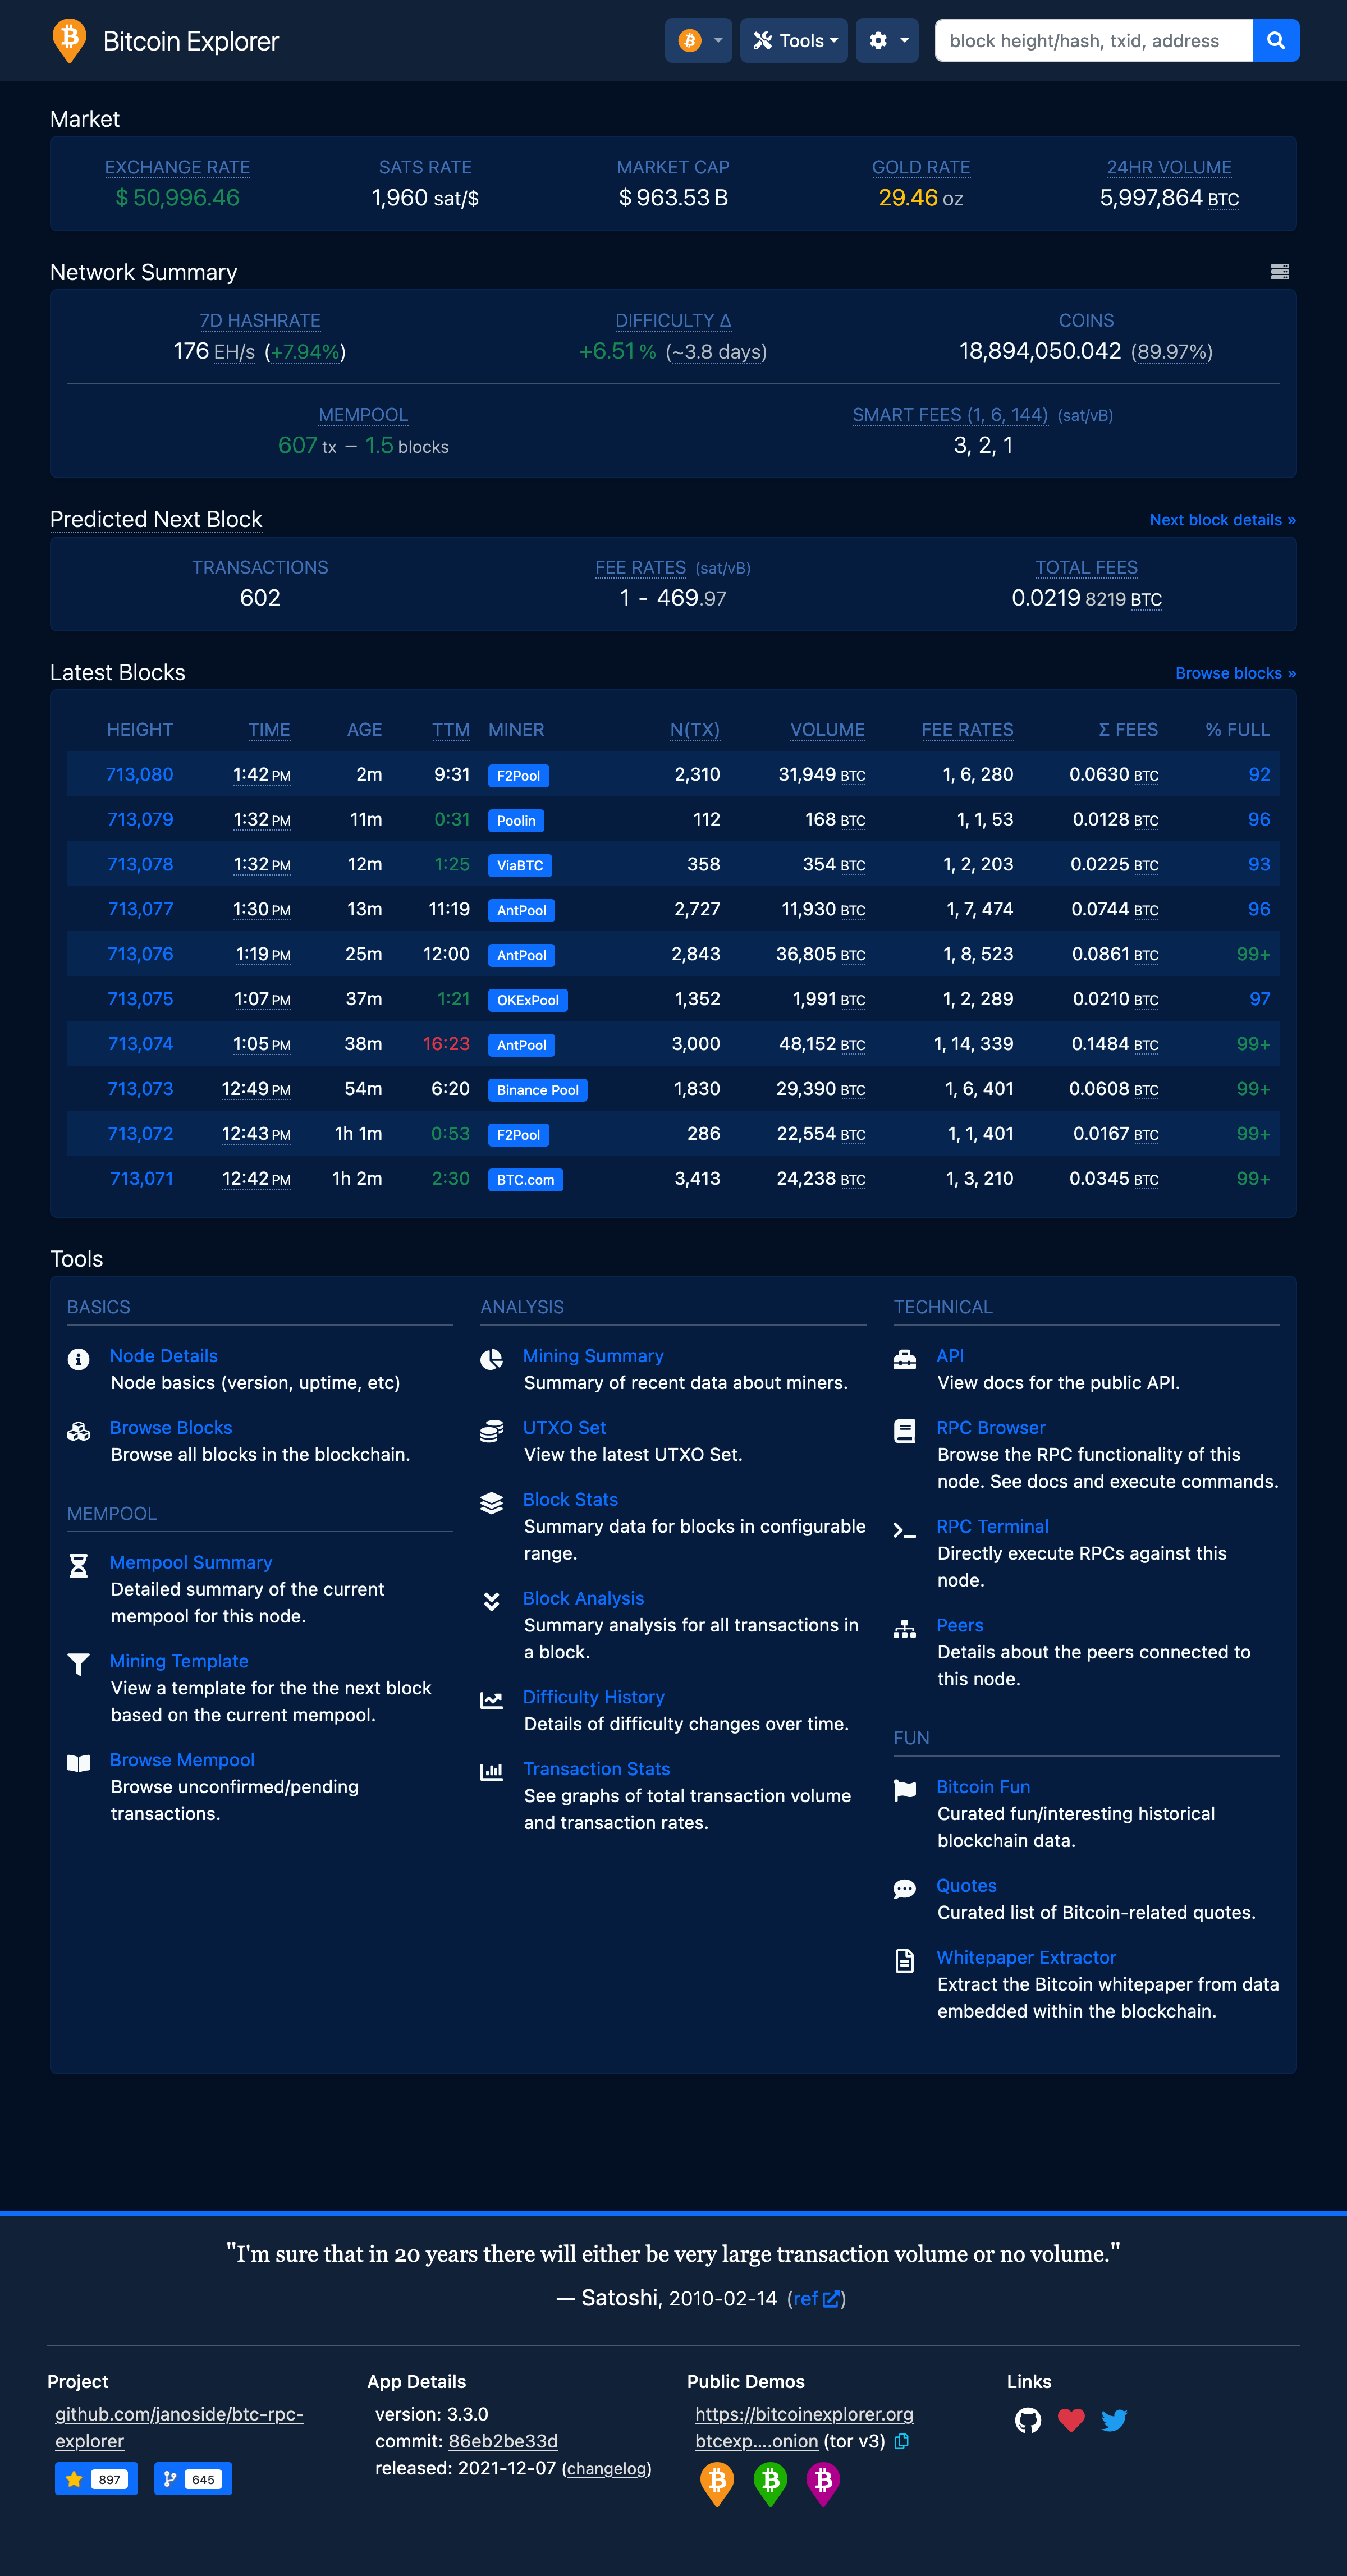 Bitcoin Explorer
Tools
block height/hash, txid, address
Market
EXCHANGE RATE SATS RATE MARKET CAP GOLD RATE 24HR VOLUME
$ 50,996.46 1,960 sat/$ $ 963.53 B 29.46 oz 5,997,864 BTC
Network Summary
7D HASHRATE DIFFICULTY Δ COINS
176 EH/s (+7.94%) +6.51 % (~3.8 days) 18,894,050.042 (89.97%)
MEMPOOL SMART FEES (1, 6, 144) (sat/vB)
607 tx – 1.5 blocks 3, 2, 1
Predicted Next Block Next block details »
TRANSACTIONS FEE RATES (sat/vB) TOTAL FEES
602 1 - 469.97 0.0219 8219 BTC
Latest Blocks Browse blocks »
HEIGHT TIME AGE TTM MINER N(TX) VOLUME FEE RATES Σ FEES % FULL
713,080 1:42 PM 2m 9:31 F2Pool 2,310 31,949 BTC 1, 6, 280 0.0630 BTC 92
713,079 1:32 PM 11m 0:31 Poolin 112 168 BTC 1, 1, 53 0.0128 BTC 96
713,078 1:32 PM 12m 1:25 ViaBTC 358 354 BTC 1, 2, 203 0.0225 BTC 93
713,077 1:30 PM 13m 11:19 AntPool 2,727 11,930 BTC 1, 7, 474 0.0744 BTC 96
713,076 1:19 PM 25m 12:00 AntPool 2,843 36,805 BTC 1, 8, 523 0.0861 BTC 99+
713,075 1:07 PM 37m 1:21 OKExPool 1,352 1,991 BTC 1, 2, 289 0.0210 BTC 97
713,074 1:05 PM 38m 16:23 AntPool 3,000 48,152 BTC 1, 14, 339 0.1484 BTC 99+
713,073 12:49 PM 54m 6:20 Binance Pool 1,830 29,390 BTC 1, 6, 401 0.0608 BTC 99+
713,072 12:43 PM 1h 1m 0:53 F2Pool 286 22,554 BTC 1, 1, 401 0.0167 BTC 99+
713,071 12:42 PM 1h 2m 2:30 BTC.com 3,413 24,238 BTC 1, 3, 210 0.0345 BTC 99+
Tools
BASICS
Node Details
Node basics (version, uptime, etc)
Browse Blocks
Browse all blocks in the blockchain.
MEMPOOL
Mempool Summary
Detailed summary of the current
mempool for this node.
Mining Template
View a template for the the next block
based on the current mempool.
Browse Mempool
Browse unconfirmed/pending
transactions.
ANALYSIS
Mining Summary
Summary of recent data about miners.
UTXO Set
View the latest UTXO Set.
Block Stats
Summary data for blocks in configurable
range.
Block Analysis
Summary analysis for all transactions in
a block.
Difficulty History
Details of difficulty changes over time.
Transaction Stats
See graphs of total transaction volume
and transaction rates.
TECHNICAL
API
View docs for the public API.
RPC Browser
Browse the RPC functionality of this
node. See docs and execute commands.
RPC Terminal
Directly execute RPCs against this
node.
Peers
Details about the peers connected to
this node.
FUN
Bitcoin Fun
Curated fun/interesting historical
blockchain data.
Quotes
Curated list of Bitcoin-related quotes.
Whitepaper Extractor
Extract the Bitcoin whitepaper from data
embedded within the blockchain.
"I'm sure that in 20 years there will either be very large transaction volume or no volume."
— Satoshi, 2010-02-14 (ref)
Project
github.com/janoside/btc-rpc-
explorer
897 645
App Details
version: 3.3.0
commit: 86eb2be33d
released: 2021-12-07 (changelog)
Public Demos
https://bitcoinexplorer.org
btcexp....onion (tor v3)
Links